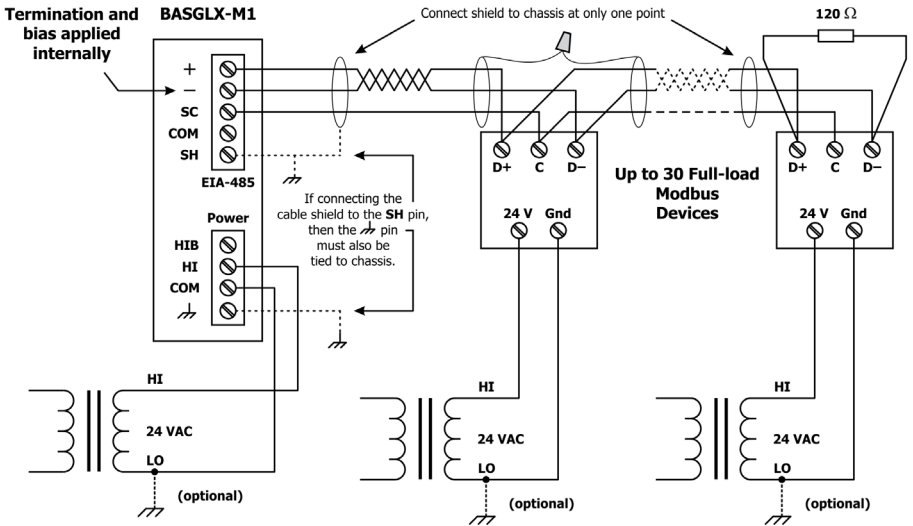 Termination and
bias applied
internally
BASGLX-M1
Connect shield to chassis at only one point
120 Ω
+
−
SC
COM
SH
EIA-485
D+ C D−
D+ C D−
Up to 30 Full-load
Modbus
Devices
If connecting the
cable shield to the SH pin,
then the pin
must also be
tied to chassis.
Power
HIB
HI
COM
24 V Gnd
24 V Gnd
HI
24 VAC
LO
(optional)
HI
24 VAC
LO
(optional)
HI
24 VAC
LO
(optional)